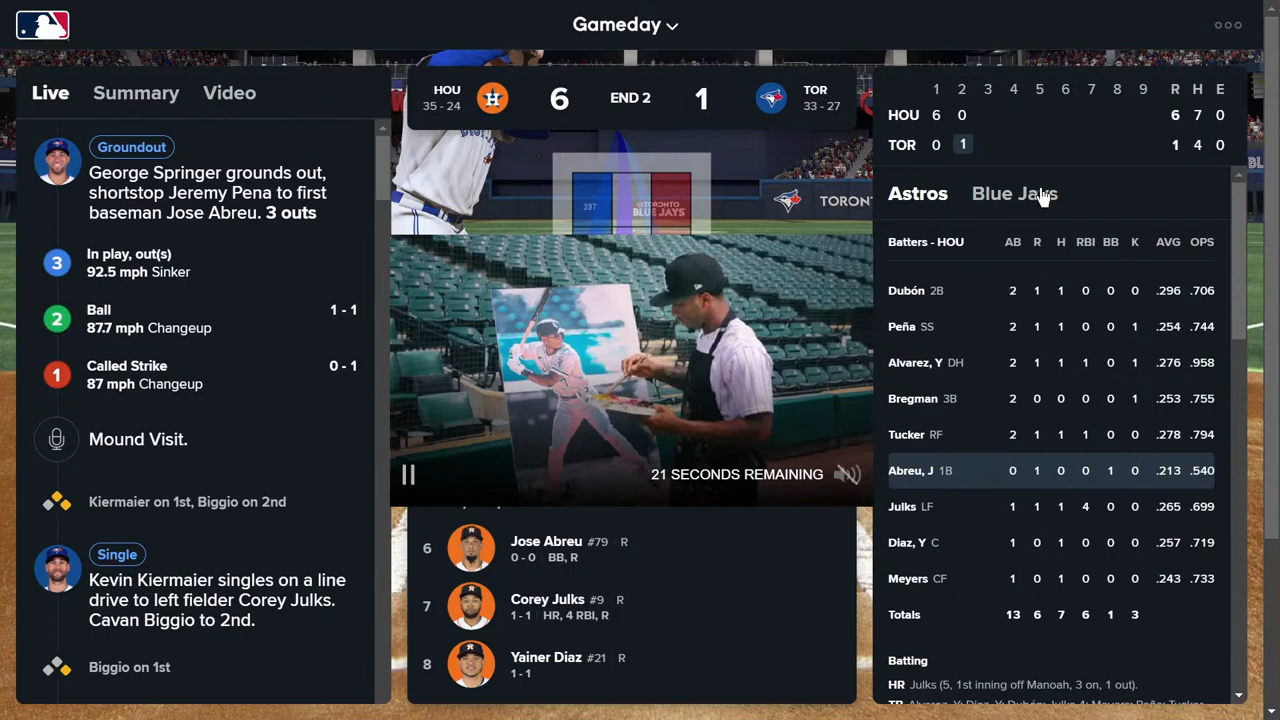 Gameday
Live Summary Video
Groundout
George Springer grounds out,
shortstop Jeremy Pena to first
baseman Jose Abreu. 3 outs
3 In play, out(s)
92.5 mph Sinker
2 Ball 1 - 1
87.7 mph Changeup
1 Called Strike 0 - 1
87 mph Changeup
Mound Visit.
Kiermaier on 1st, Biggio on 2nd
Single
Kevin Kiermaier singles on a line
drive to left fielder Corey Julks.
Cavan Biggio to 2nd.
Biggio on 1st
HOU 6 END 2 1 TOR
35 - 24 33 - 27
397 TORONTO
BLUE JAYS
TORON
21 SECONDS REMAINING
6 Jose Abreu #79 R
0 - 0 BB, R
7 Corey Julks #9 R
1 - 1 HR, 4 RBI, R
8 Yainer Diaz #21 R
1 - 1
1 2 3 4 5 6 7 8 9 R H E
HOU 6 0 6 7 0
TOR 0 1 1 4 0
Astros Blue Jays
Batters - HOU AB R H RBI BB K AVG OPS
Dubón 2B 2 1 1 0 0 0 .296 .706
Peña SS 2 1 1 0 0 1 .254 .744
Alvarez, Y DH 2 1 1 1 0 0 .276 .958
Bregman 3B 2 0 0 0 0 1 .253 .755
Tucker RF 2 1 1 1 0 0 .278 .794
Abreu, J 1B 0 1 0 0 1 0 .213 .540
Julks LF 1 1 1 4 0 0 .265 .699
Diaz, Y C 1 0 1 0 0 0 .257 .719
Meyers CF 1 0 1 0 0 1 .733
Totals 13 6 7 6 1 3
Batting
HR Julks (5, 1st inning off Manoah, 3 on, 1 out).
TB Alvarez, Y; Diaz, Y; Dubón; Julks 4; Meyers; Peña; Tucker.